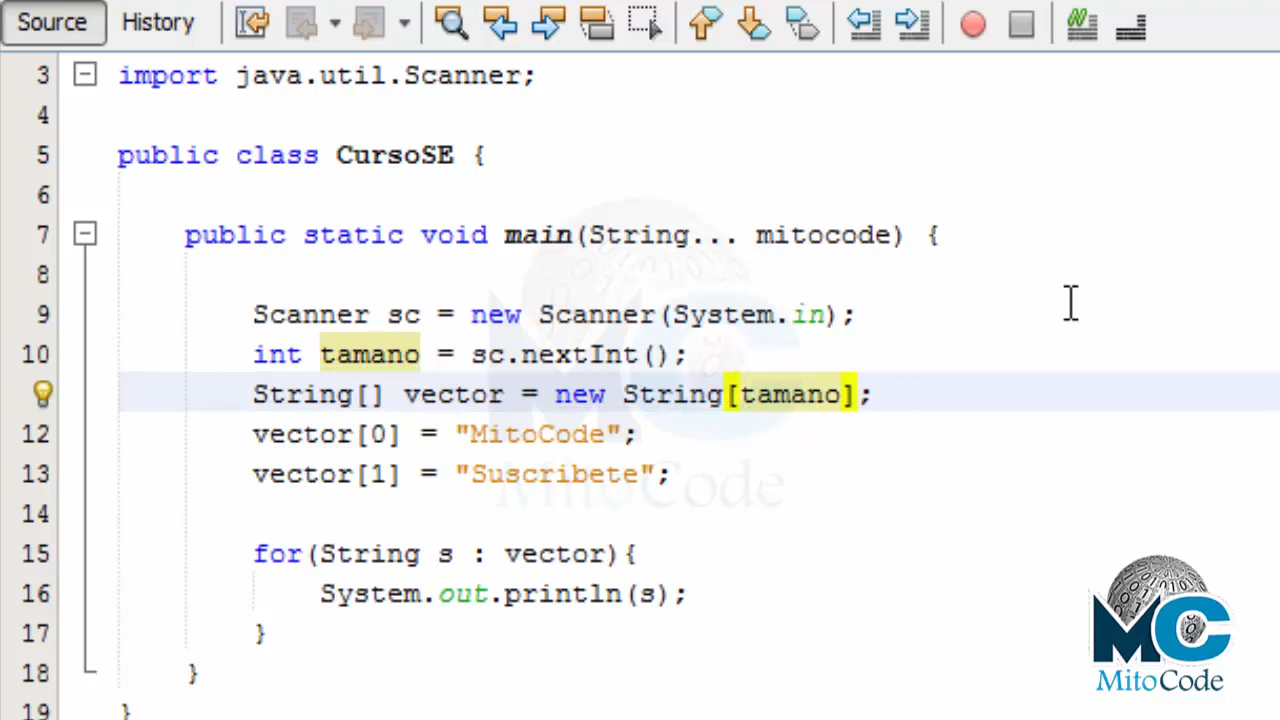 Source History
3 import java.util.Scanner;
4
5 public class CursoSE {
6
7 public static void main(String... mitocode) {
8
9 Scanner sc = new Scanner(System.in);
10 int tamano = sc.nextInt();
String[] vector = new String[tamano];
12 vector[0] = "MitoCode";
13 vector[1] = "Suscribete";
14
15 for(String s : vector){
16 System.out.println(s);
17 }
18 }
19 }
MitoCode
MC
MitoCode